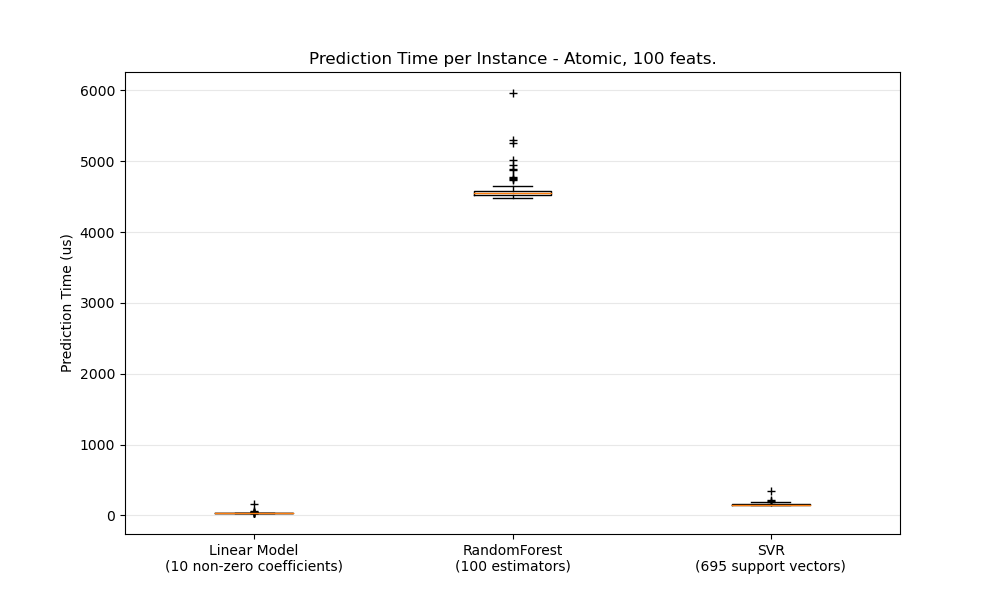 Prediction Time per Instance - Atomic, 100 feats.
Prediction Time (us)
6000
5000
4000
3000
2000
1000
0
Linear Model
(10 non-zero coefficients)
RandomForest
(100 estimators)
SVR
(695 support vectors)